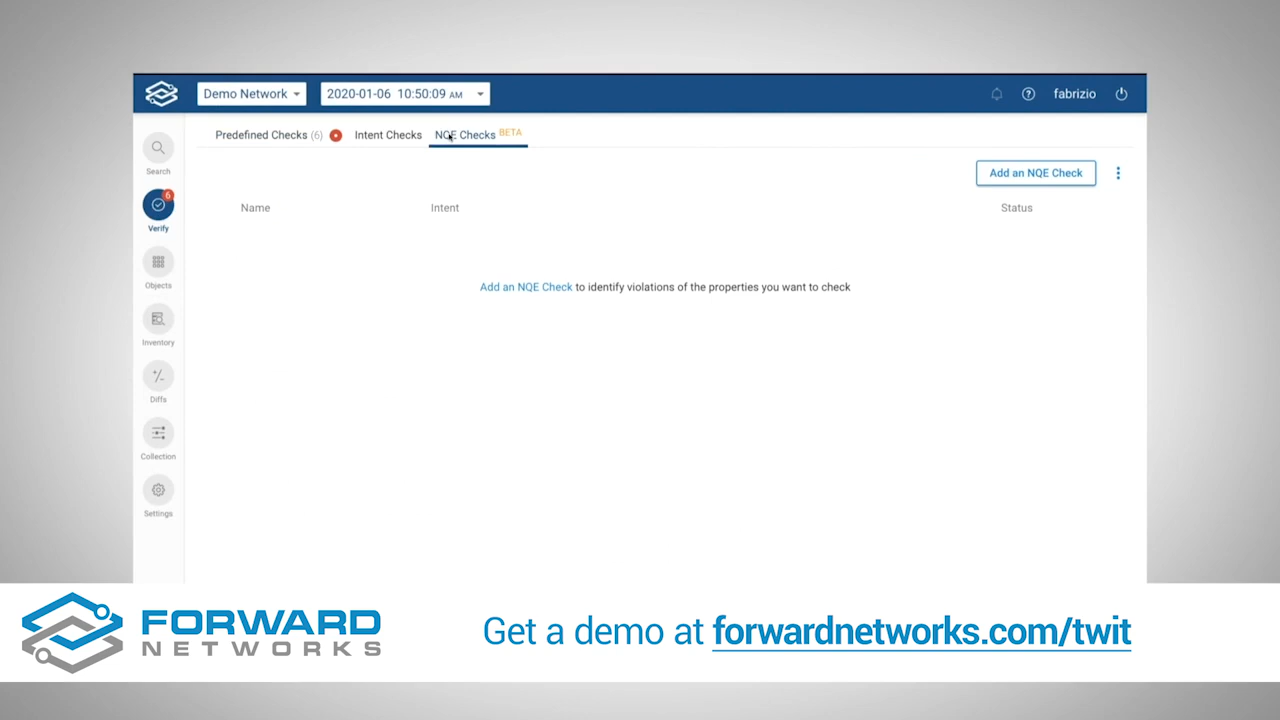 Demo Network
2020-01-06 10:50:09 AM
fabrizio
Predefined Checks (6)
Intent Checks
NQE Checks BETA
Search
Add an NQE Check
6
Verify
Name
Intent
Status
Objects
Add an NQE Check to identify violations of the properties you want to check
Inventory
Diffs
Collection
Settings
FORWARD
NETWORKS
Get a demo at forwardnetworks.com/twit